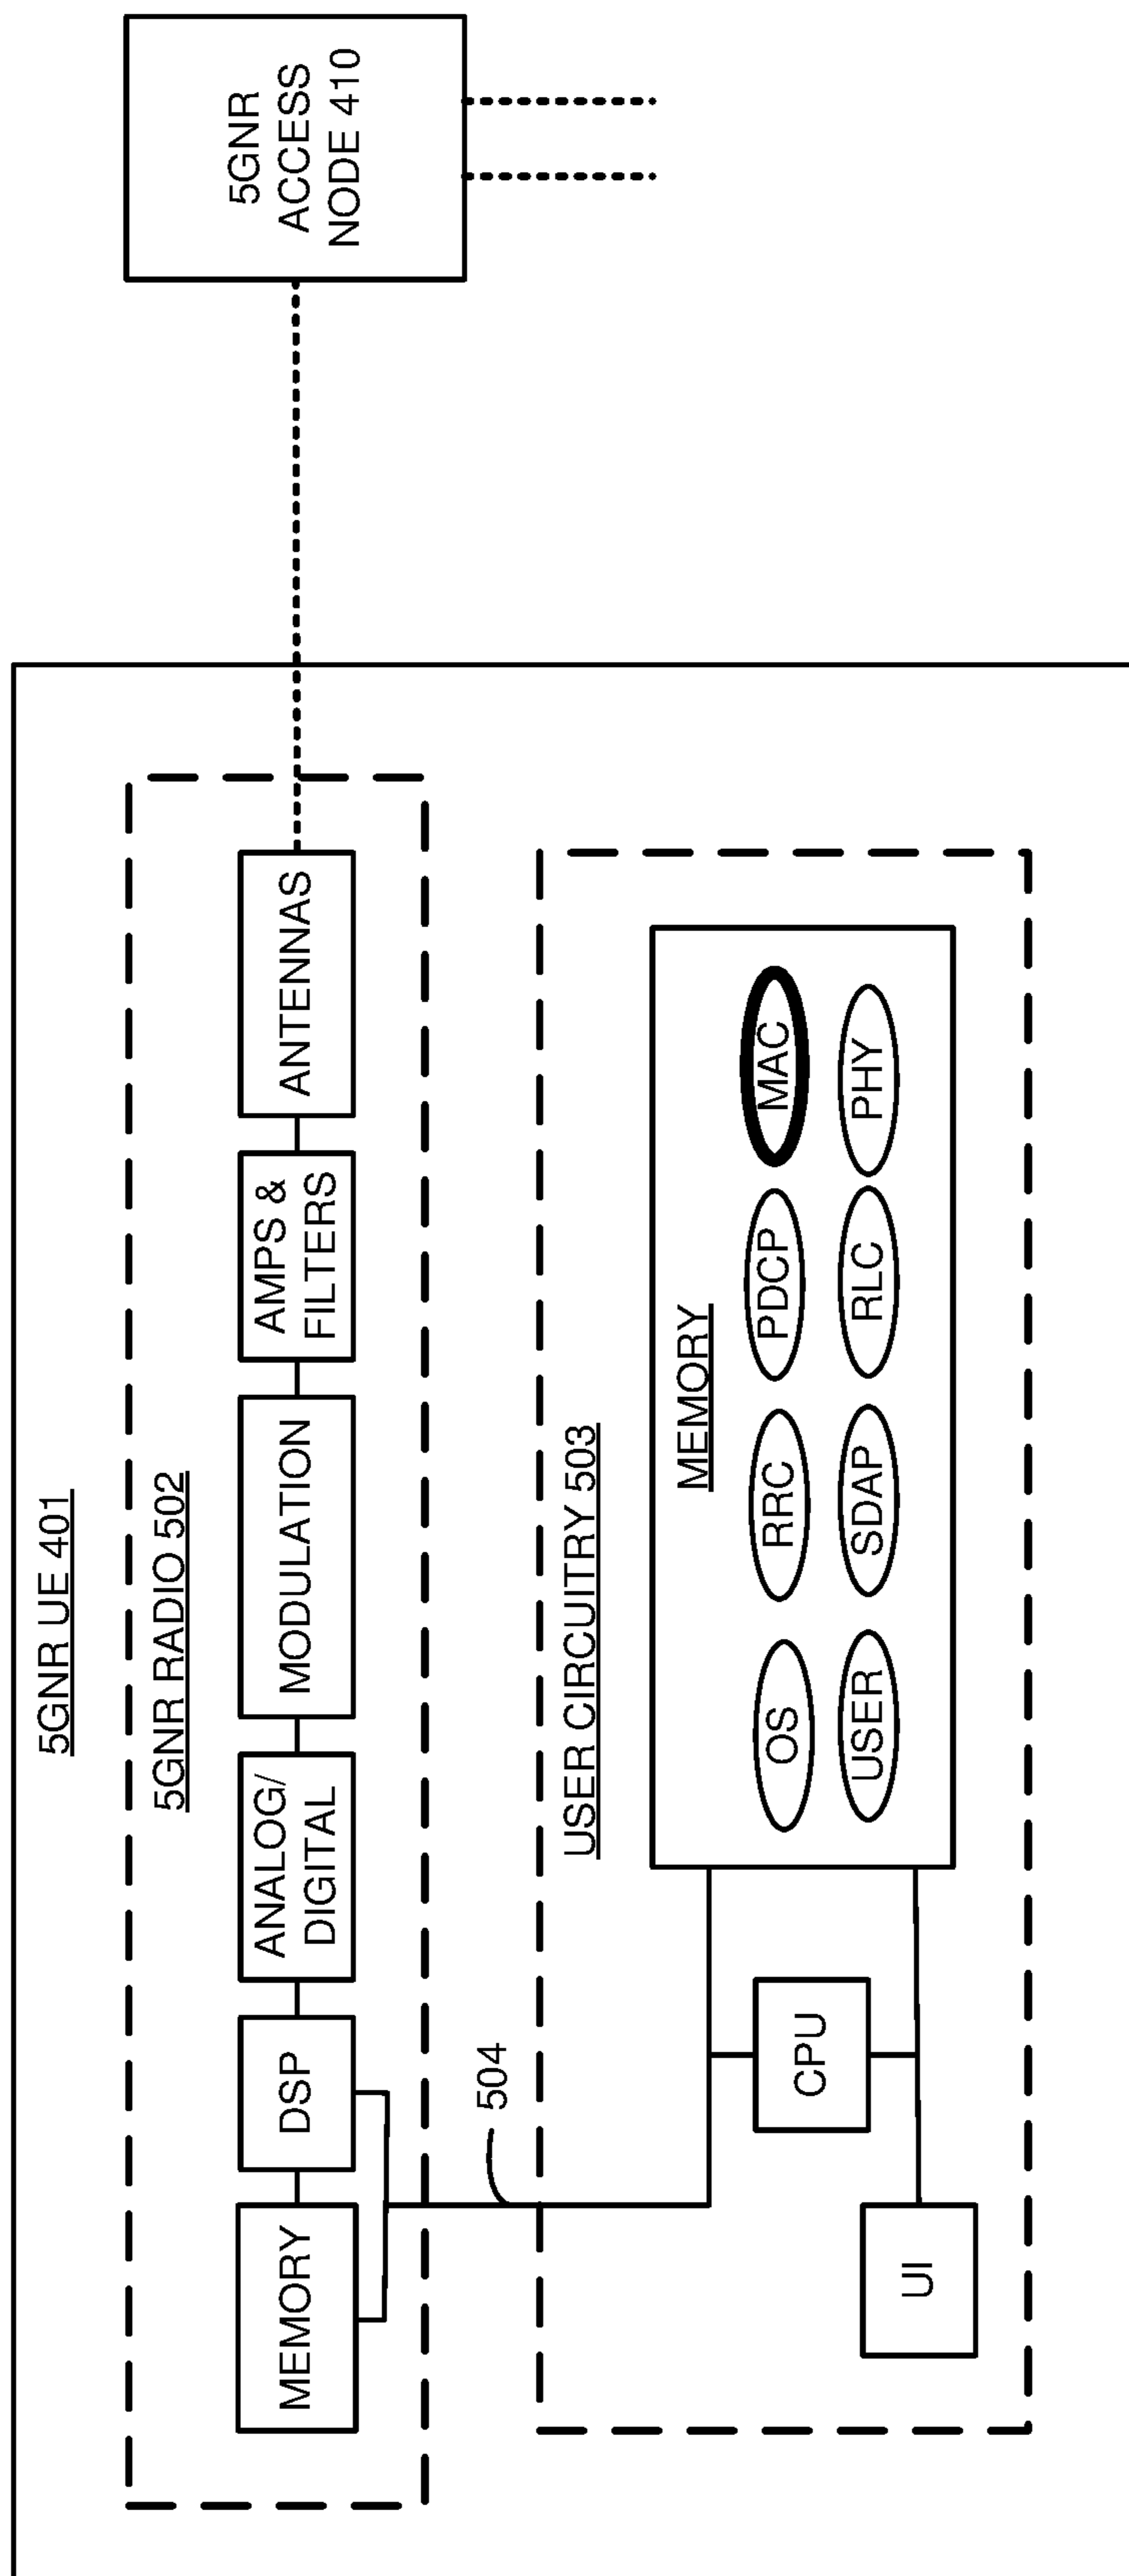 5GNR UE 401
5GNR RADIO 502
MEMORY
DSP
ANALOG/
DIGITAL
MODULATION
AMPS &
FILTERS
ANTENNAS
5GNR
ACCESS
NODE 410
504
USER CIRCUITRY 503
UI
CPU
MEMORY
OS
RRC
PDCP
MAC
USER
SDAP
RLC
PHY